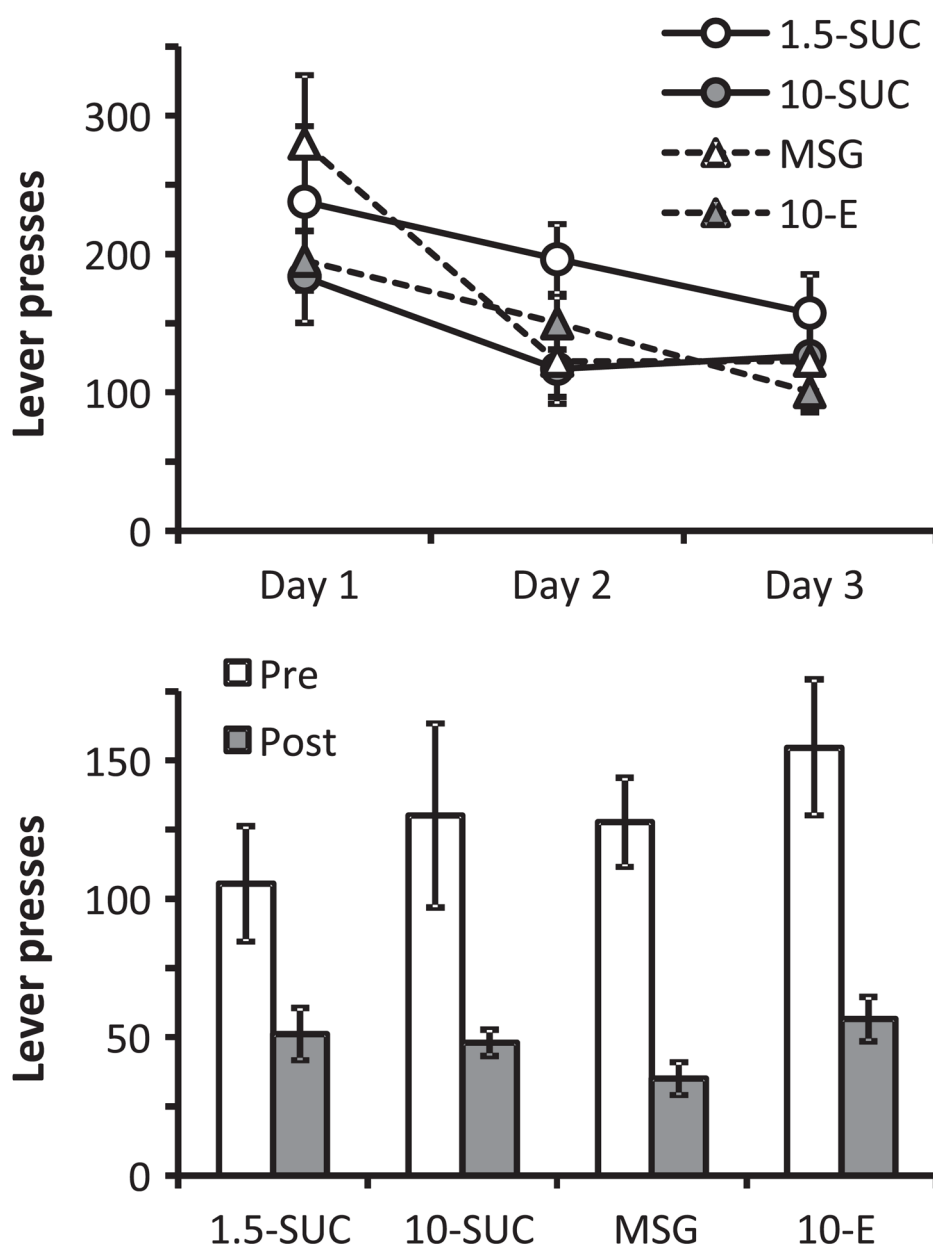 1.5-SUC
10-SUC
MSG
10-E
Lever presses
300
200
100
0
Day 1 Day 2 Day 3
Pre
Post
Lever presses
150
100
50
0
1.5-SUC 10-SUC MSG 10-E